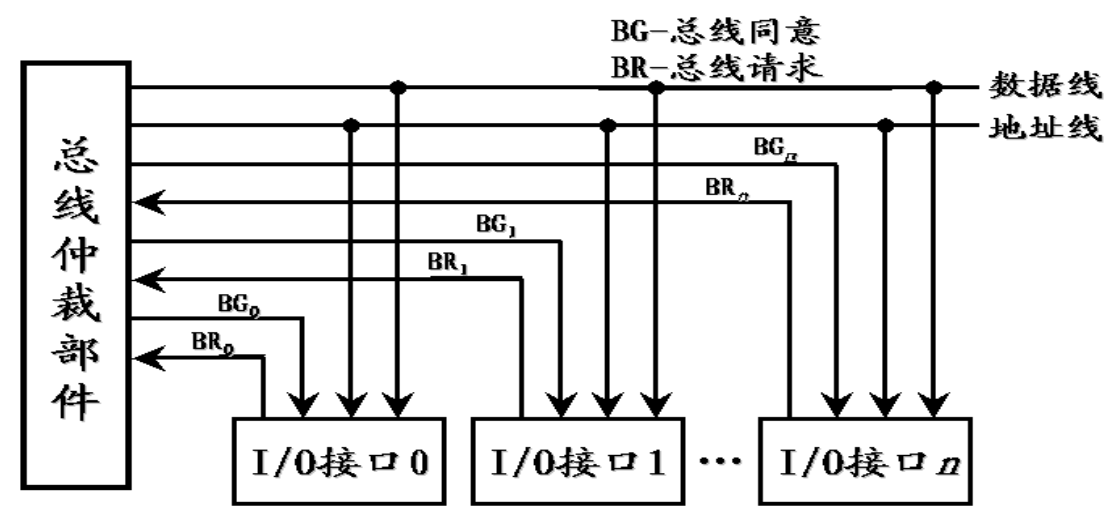 BG-总线同意
BR-总线请求
数据线
地址线
总线仲裁部件
BGn
BRn
BG1
BR1
BG0
BR0
I/O接口0
I/O接口1
…
I/O接口n